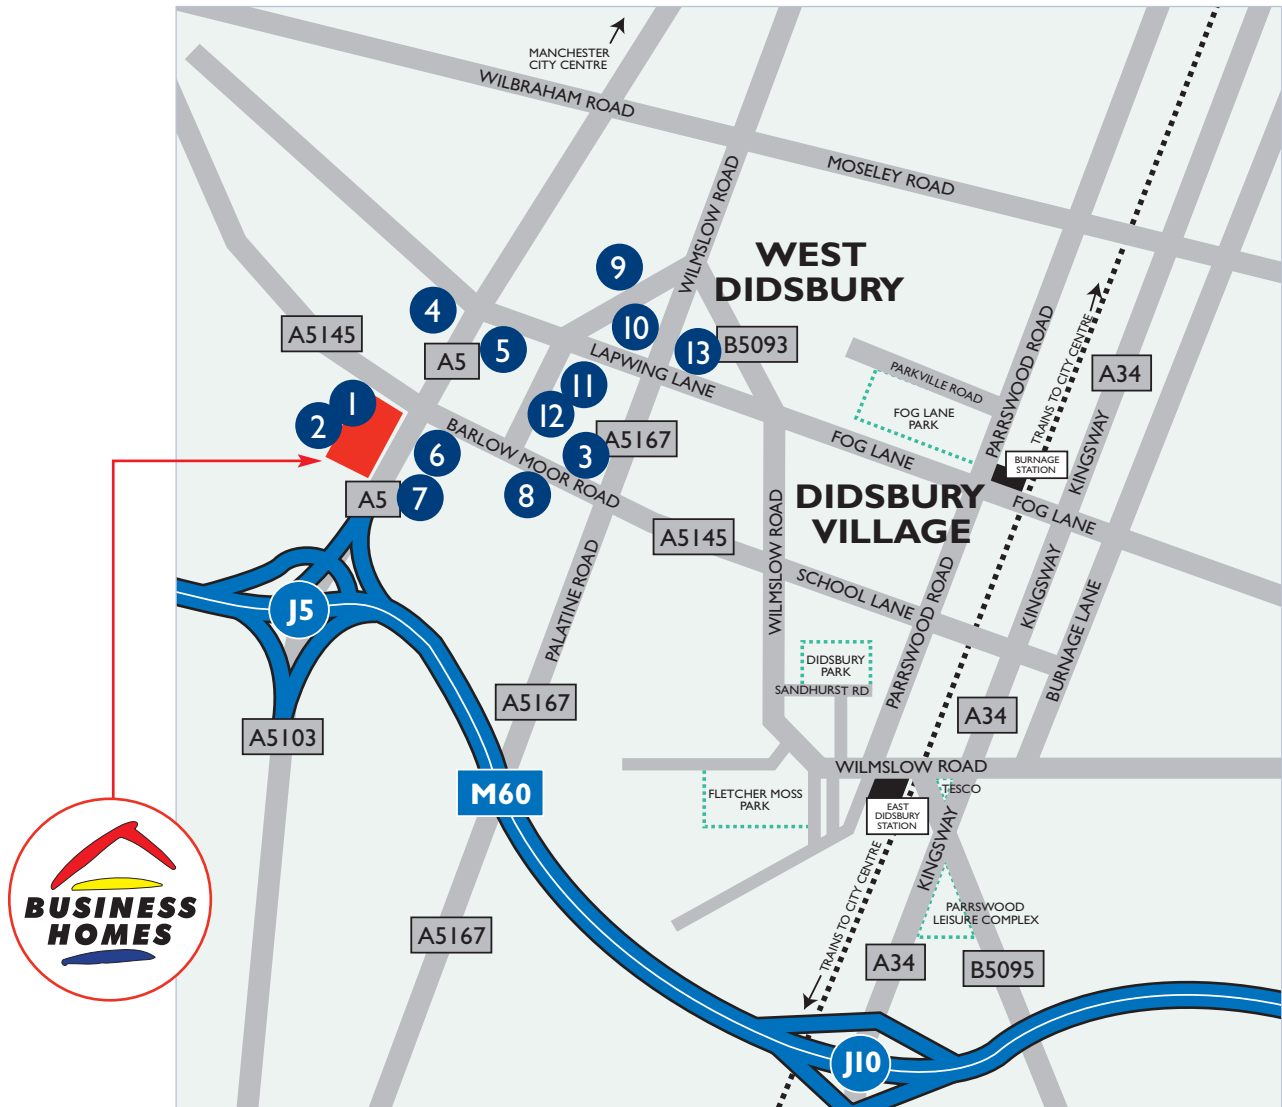 MANCHESTER
CITY CENTRE
WILBRAHAM ROAD
MOSELEY ROAD
WILMSLOW ROAD
WEST
DIDSBURY
9
4
10
A5145
A5
5
13
B5093
LAPWING LANE
PARKVILLE ROAD
PARRSWOOD ROAD
TRAINS TO CITY CENTRE
A34
11
1
2
12
FOG LANE
PARK
BARLOW MOOR ROAD
A5167
FOG LANE
KINGSWAY
6
3
BURNAGE
STATION
A5
7
8
DIDSBURY
VILLAGE
FOG LANE
A5145
WILMSLOW ROAD
SCHOOL LANE
KINGSWAY
J5
PALATINE ROAD
PARRSWOOD ROAD
BURNAGE LANE
DIDSBURY
PARK
SANDHURST RD
A5167
A34
A5103
WILMSLOW ROAD
M60
FLETCHER MOSS
PARK
TESCO
EAST
DIDSBURY
STATION
KINGSWAY
BUSINESS
HOMES
TRAINS TO CITY CENTRE
PARRSWOOD
LEISURE COMPLEX
A5167
A34
B5095
J10